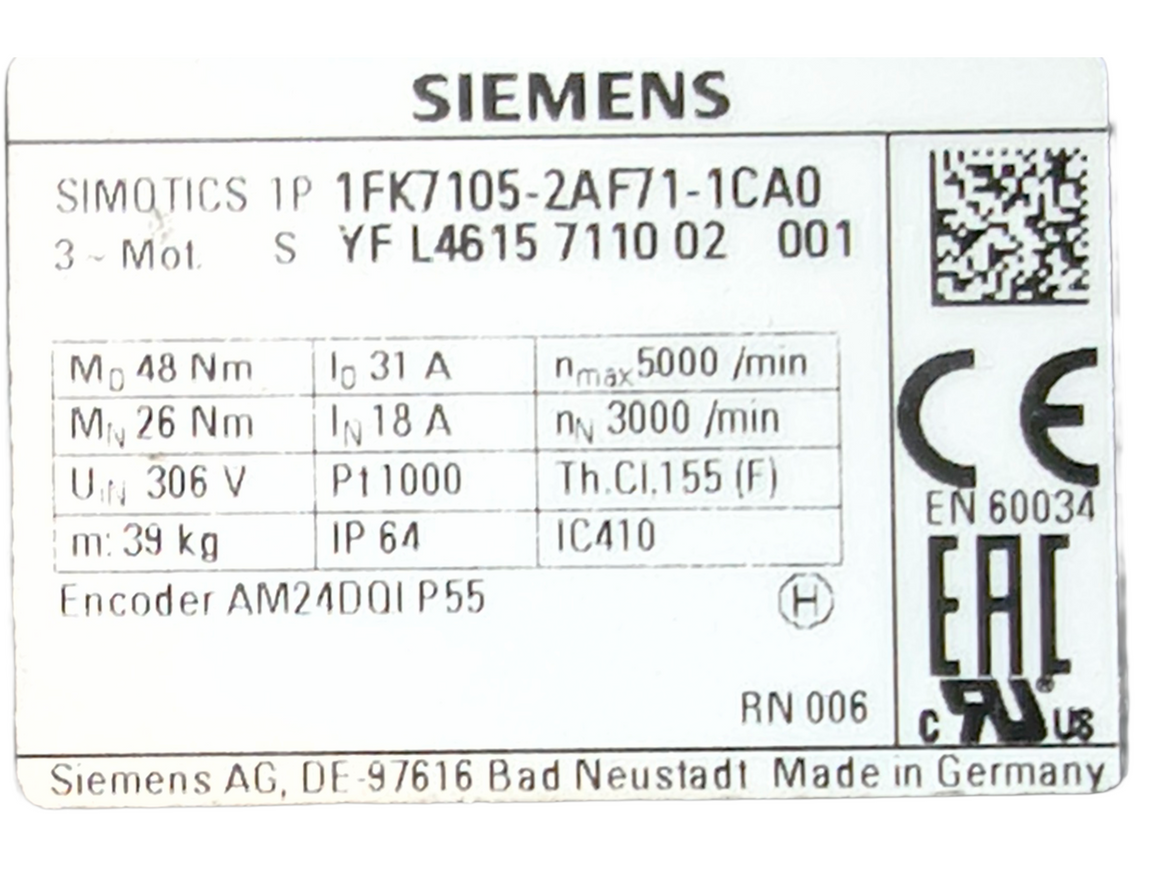 SIEMENS
SIMOTICS 1P 1FK7105-2AF71-1CA0
3 ~ Mot. S YF L4615 7110 02 001
M0 48 Nm I0 31 A nmax 5000 /min
MN 26 Nm IN 18 A nN 3000 /min
UiN 306 V Pt1000 Th.Cl.155 (F)
m: 39 kg IP 64 IC410
Encoder AM24DQI P55 H
RN 006
CE
EN 60034
EAC
c RU ® US
Siemens AG, DE-97616 Bad Neustadt Made in Germany